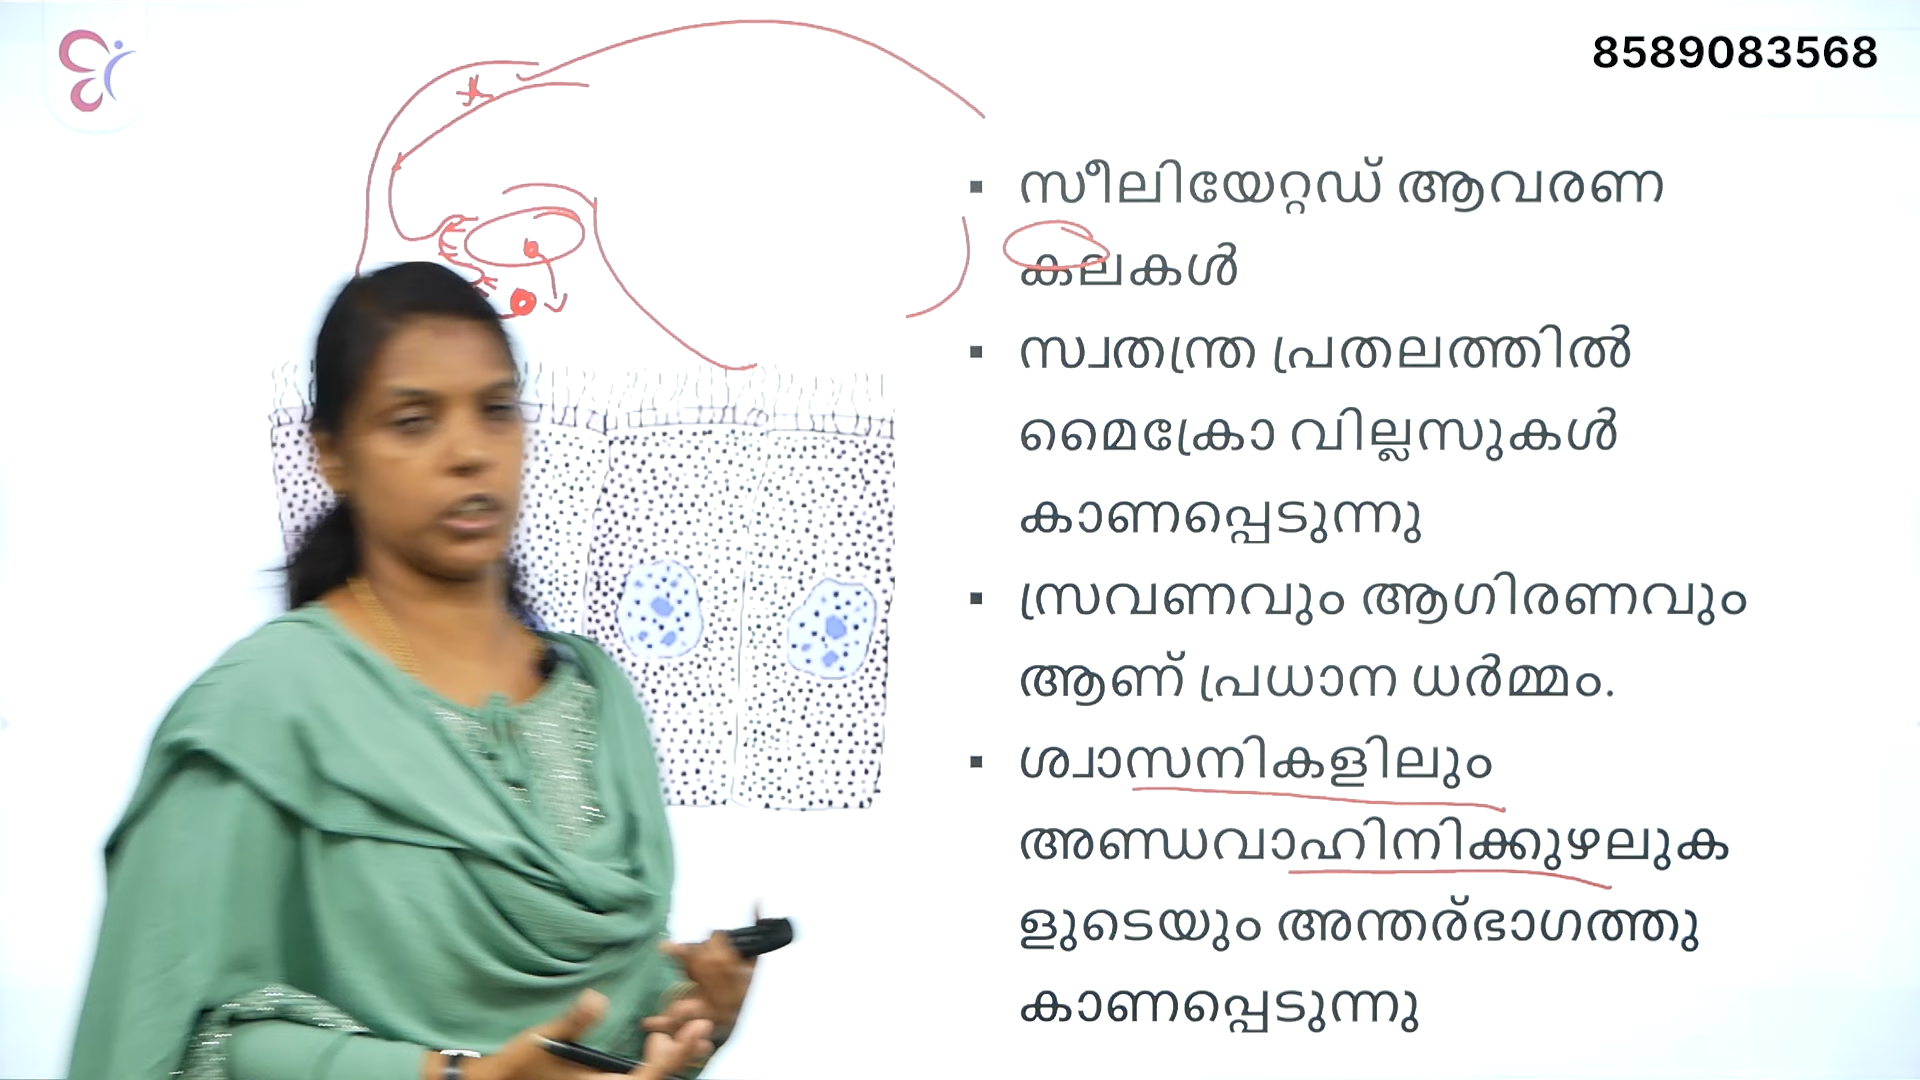 8589083568
▪ സീലിയേറ്റഡ് ആവരണ
കലകൾ
▪ സ്വതന്ത്ര പ്രതലത്തിൽ
മൈക്രോ വില്ലസുകൾ
കാണപ്പെടുന്നു
▪ സ്രവണവും ആഗിരണവും
ആണ് പ്രധാന ധർമ്മം.
▪ ശ്വാസനികളിലും
അണ്ഡവാഹിനിക്കുഴലുക
ളുടെയും അന്തര്ഭാഗത്തു
കാണപ്പെടുന്നു